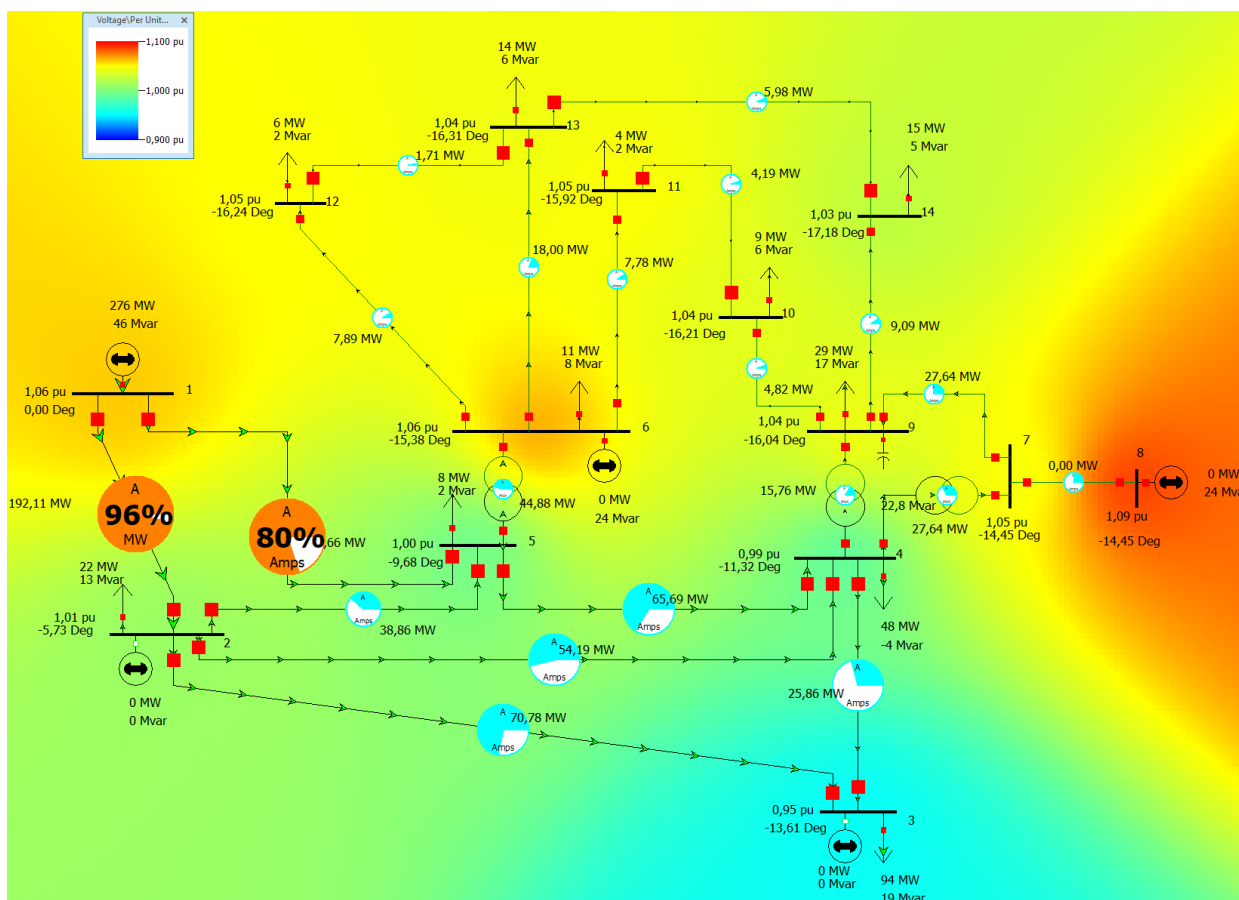 Voltage\Per Unit... ×
1,100 pu
1,000 pu
0,900 pu
14 MW
6 Mvar
1,04 pu
-16,31 Deg
13
5,98 MW
6 MW
2 Mvar
1,71 MW
4 MW
2 Mvar
4,19 MW
15 MW
5 Mvar
1,05 pu
-16,24 Deg
12
1,05 pu
-15,92 Deg
11
1,03 pu
-17,18 Deg
14
18,00 MW
7,78 MW
9 MW
6 Mvar
276 MW
46 Mvar
7,89 MW
1,04 pu
-16,21 Deg
10
9,09 MW
11 MW
8 Mvar
29 MW
17 Mvar
27,64 MW
1,06 pu
0,00 Deg
1
4,82 MW
1,06 pu
-15,38 Deg
6
1,04 pu
-16,04 Deg
9
7
8
0,00 MW
0 MW
24 Mvar
8 MW
2 Mvar
44,88 MW
0 MW
24 Mvar
15,76 MW
22,8 Mvar
27,64 MW
1,05 pu
-14,45 Deg
1,09 pu
-14,45 Deg
192,11 MW
A
96%
MW
A
80%
,66 MW
Amps
1,00 pu
-9,68 Deg
5
0,99 pu
-11,32 Deg
4
22 MW
13 Mvar
1,01 pu
-5,73 Deg
2
A
Amps
38,86 MW
A
65,69 MW
Amps
48 MW
-4 Mvar
A
54,19 MW
Amps
0 MW
0 Mvar
A
70,78 MW
Amps
A
25,86 MW
Amps
0,95 pu
-13,61 Deg
3
0 MW
0 Mvar
94 MW
19 Mvar